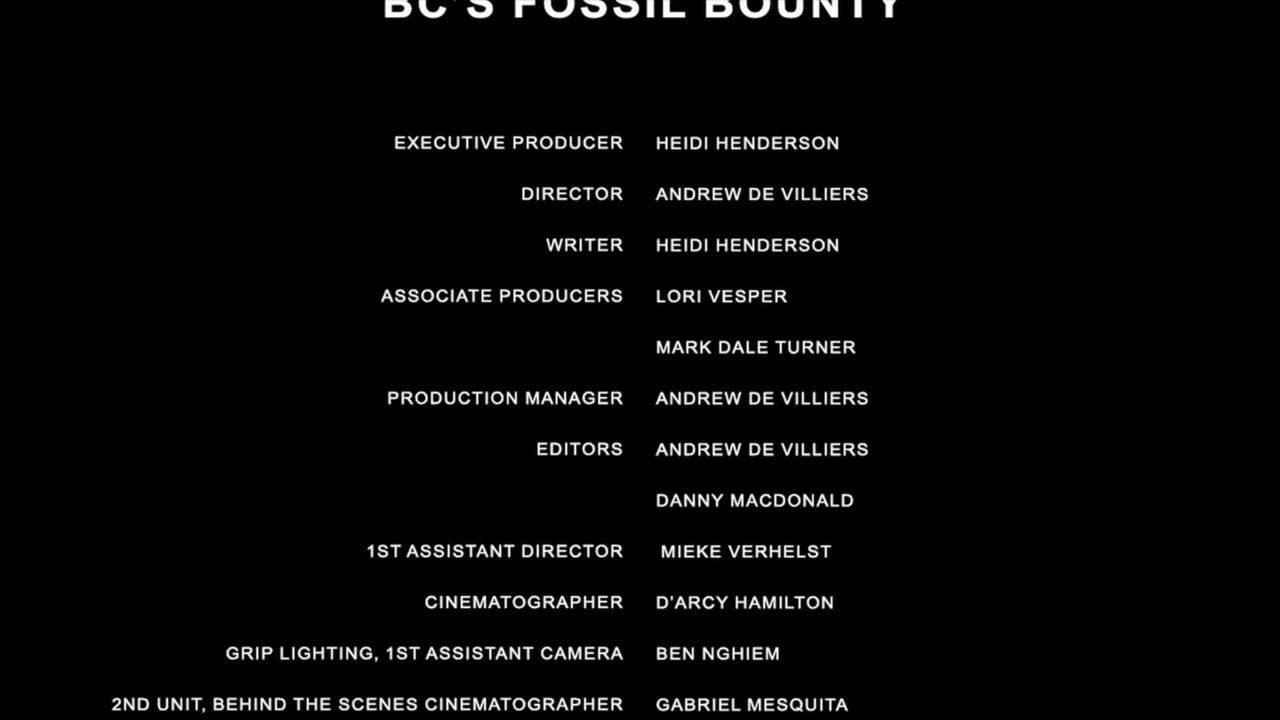 BC'S FOSSIL BOUNTY
EXECUTIVE PRODUCER HEIDI HENDERSON
DIRECTOR ANDREW DE VILLIERS
WRITER HEIDI HENDERSON
ASSOCIATE PRODUCERS LORI VESPER
MARK DALE TURNER
PRODUCTION MANAGER ANDREW DE VILLIERS
EDITORS ANDREW DE VILLIERS
DANNY MACDONALD
1ST ASSISTANT DIRECTOR MIEKE VERHELST
CINEMATOGRAPHER D'ARCY HAMILTON
GRIP LIGHTING, 1ST ASSISTANT CAMERA BEN NGHIEM
2ND UNIT, BEHIND THE SCENES CINEMATOGRAPHER GABRIEL MESQUITA